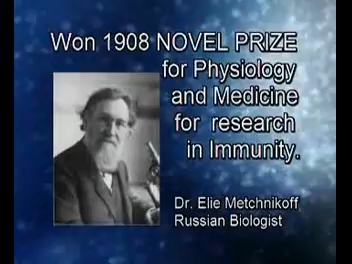 Won 1908 NOVEL PRIZE
for Physiology
and Medicine
for research
in Immunity.
Dr. Elie Metchnikoff
Russian Biologist